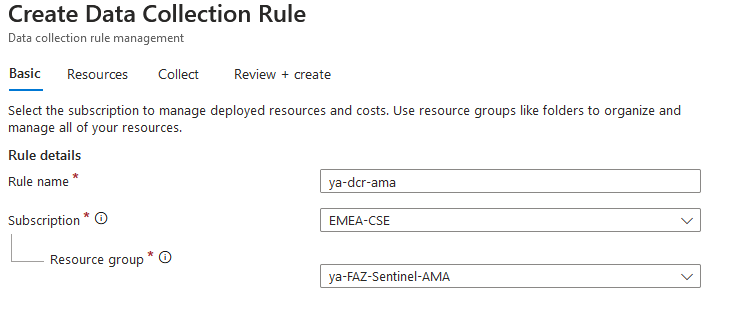 Create Data Collection Rule
Data collection rule management
Basic Resources Collect Review + create
Select the subscription to manage deployed resources and costs. Use resource groups like folders to organize and
manage all of your resources.
Rule details
Rule name * ya-dcr-ama
Subscription * EMEA-CSE
Resource group * ya-FAZ-Sentinel-AMA